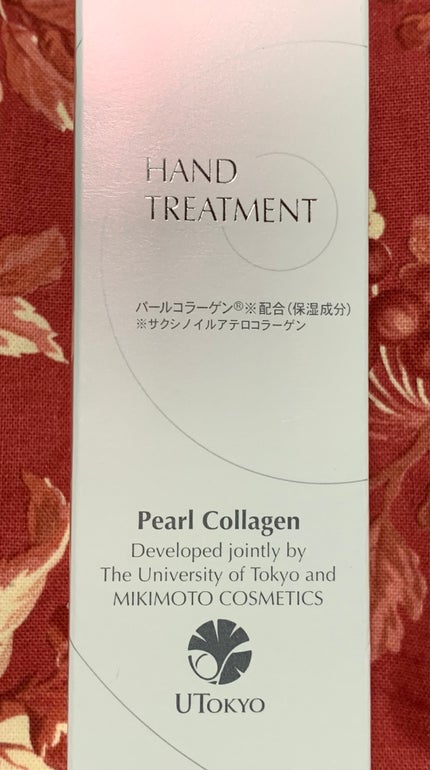 HAND
TREATMENT
パールコラーゲン®※配合(保湿成分)
※サクシノイルアテロコラーゲン
Pearl Collagen
Developed jointly by
The University of Tokyo and
MIKIMOTO COSMETICS
UTOKYO